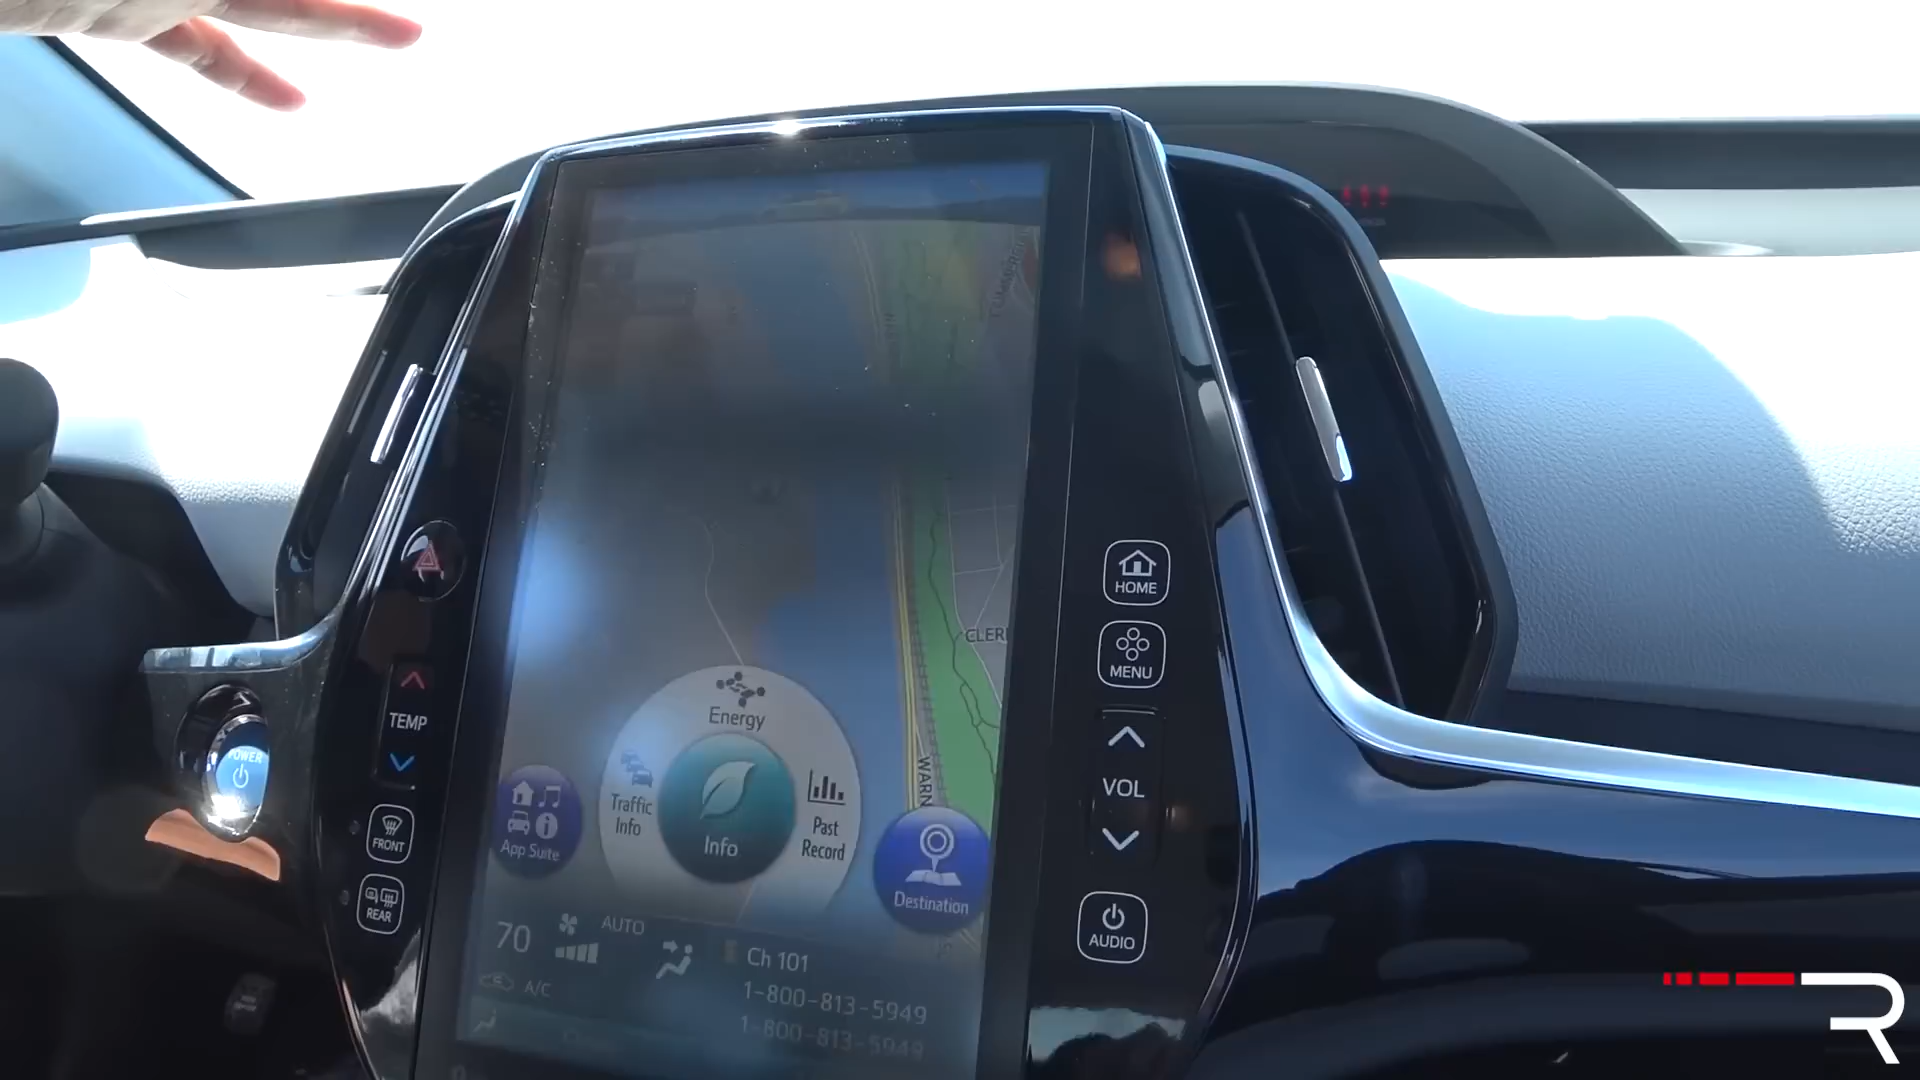 HOME
MENU
CLER
TEMP
VOL
POWER
WARN
Energy
Traffic
Info
Info
Past
Record
App Suite
Destination
FRONT
REAR
AUDIO
70
AUTO
A/C
Ch 101
1-800-813-5949
1-800-813-5949
R